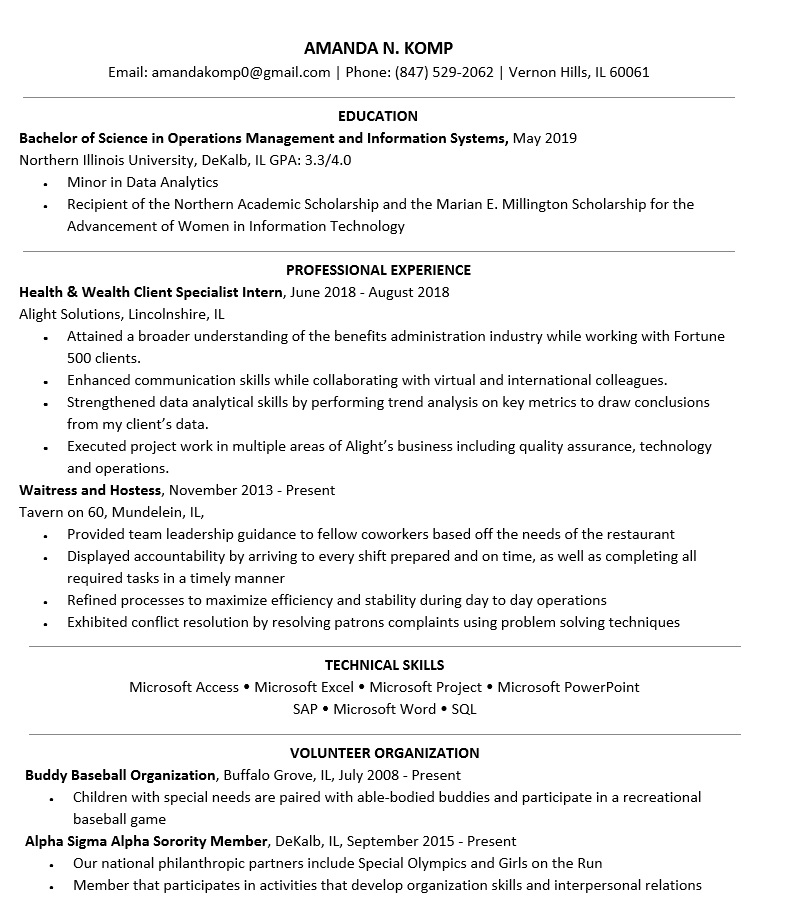 AMANDA N. KOMP
Email: amandakomp0@gmail.com | Phone: (847) 529-2062 | Vernon Hills, IL 60061
EDUCATION
Bachelor of Science in Operations Management and Information Systems, May 2019
Northern Illinois University, DeKalb, IL GPA: 3.3/4.0
• Minor in Data Analytics
• Recipient of the Northern Academic Scholarship and the Marian E. Millington Scholarship for the
Advancement of Women in Information Technology
PROFESSIONAL EXPERIENCE
Health & Wealth Client Specialist Intern, June 2018 - August 2018
Alight Solutions, Lincolnshire, IL
• Attained a broader understanding of the benefits administration industry while working with Fortune
500 clients.
• Enhanced communication skills while collaborating with virtual and international colleagues.
• Strengthened data analytical skills by performing trend analysis on key metrics to draw conclusions
from my client’s data.
• Executed project work in multiple areas of Alight’s business including quality assurance, technology
and operations.
Waitress and Hostess, November 2013 - Present
Tavern on 60, Mundelein, IL,
• Provided team leadership guidance to fellow coworkers based off the needs of the restaurant
• Displayed accountability by arriving to every shift prepared and on time, as well as completing all
required tasks in a timely manner
• Refined processes to maximize efficiency and stability during day to day operations
• Exhibited conflict resolution by resolving patrons complaints using problem solving techniques
TECHNICAL SKILLS
Microsoft Access • Microsoft Excel • Microsoft Project • Microsoft PowerPoint
SAP • Microsoft Word • SQL
VOLUNTEER ORGANIZATION
Buddy Baseball Organization, Buffalo Grove, IL, July 2008 - Present
• Children with special needs are paired with able-bodied buddies and participate in a recreational
baseball game
Alpha Sigma Alpha Sorority Member, DeKalb, IL, September 2015 - Present
• Our national philanthropic partners include Special Olympics and Girls on the Run
• Member that participates in activities that develop organization skills and interpersonal relations